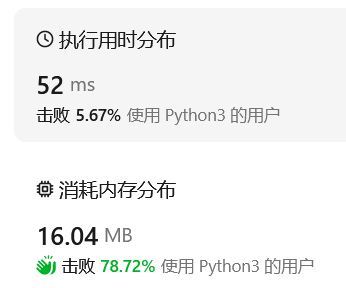 执行用时分布
52 ms
击败 5.67% 使用 Python3 的用户
消耗内存分布
16.04 MB
击败 78.72% 使用 Python3 的用户